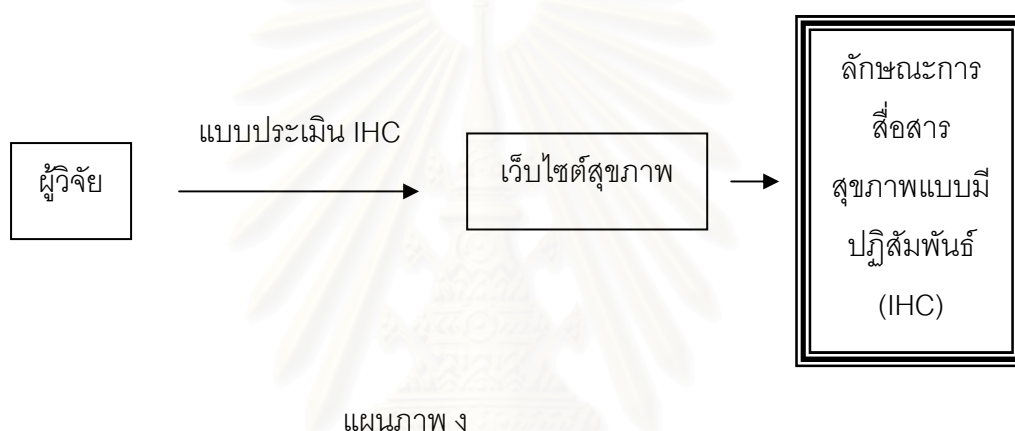 ผู้วิจัย
แบบประเมิน IHC
เว็บไซต์สุขภาพ
ลักษณะการ
สื่อสาร
สุขภาพแบบมี
ปฏิสัมพันธ์
(IHC)
แผนภาพ ง